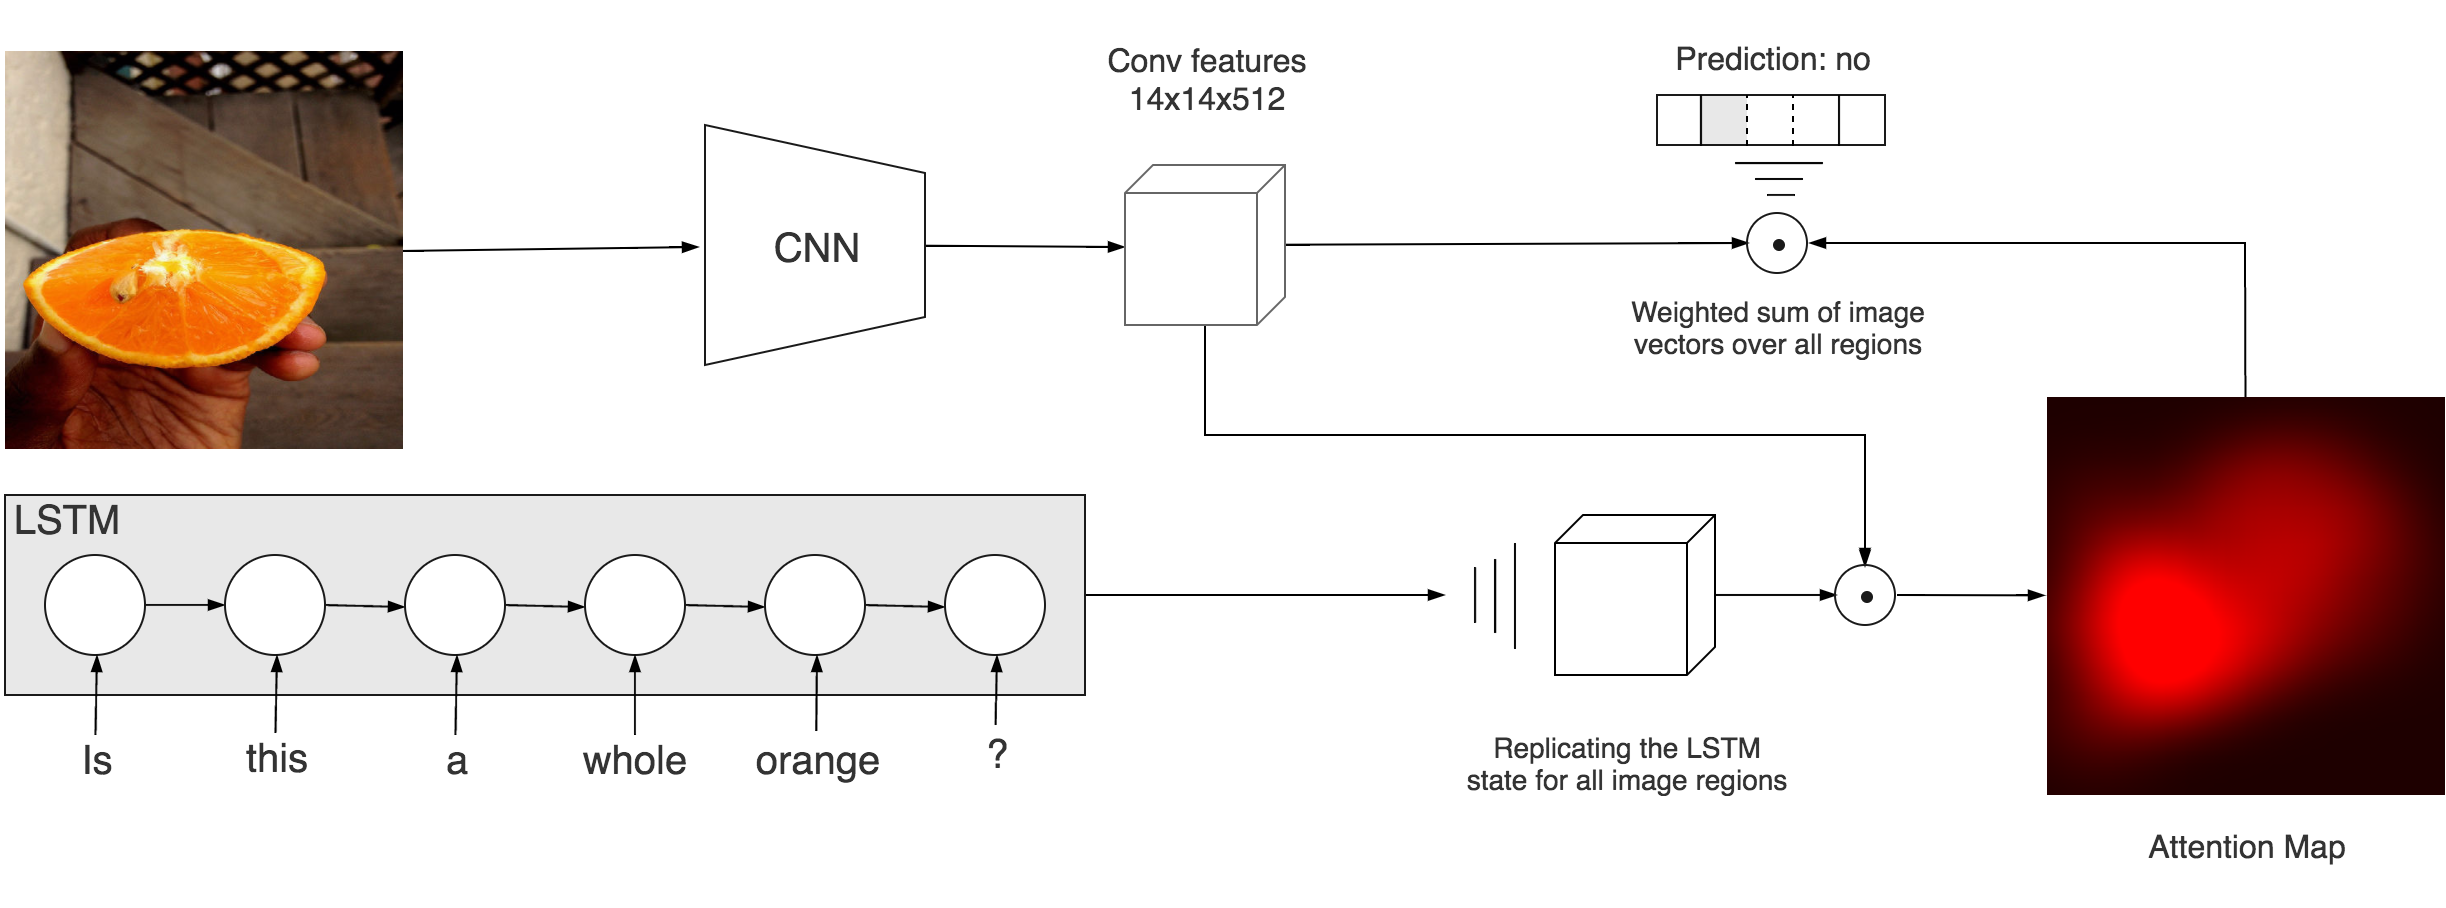 Conv features
14x14x512
Prediction: no
CNN
Weighted sum of image
vectors over all regions
LSTM
Is this a whole orange ?
Replicating the LSTM
state for all image regions
Attention Map